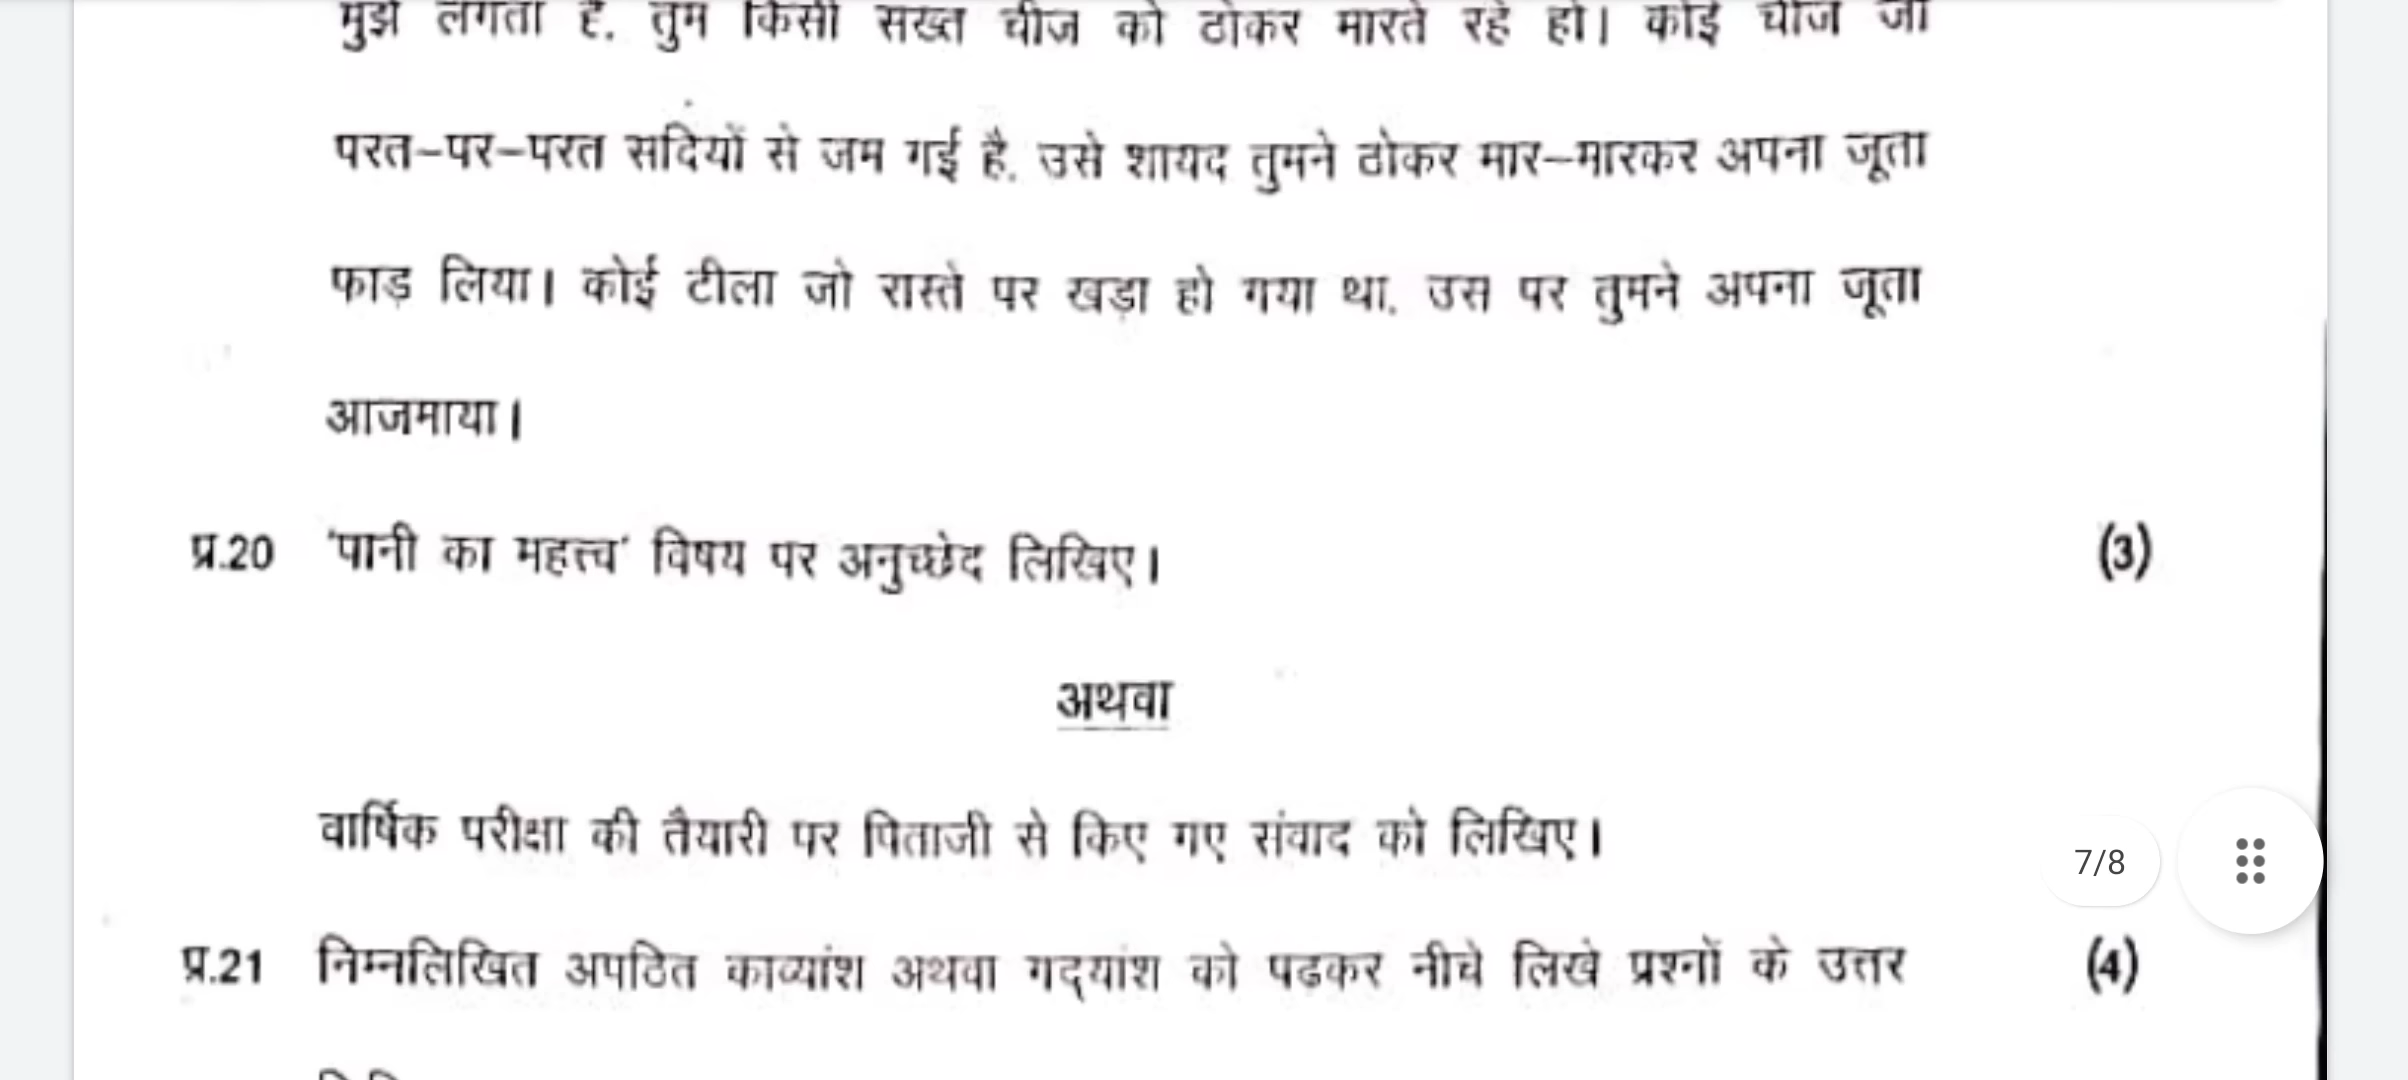 मुझे लगता है, तुम किसी सख्त चीज को ठोकर मारते रहे हो। कोई चीज जो
परत-पर-परत सदियों से जम गई है, उसे शायद तुमने ठोकर मार-मारकर अपना जूता
फाड़ लिया। कोई टीला जो रास्ते पर खड़ा हो गया था, उस पर तुमने अपना जूता
आजमाया।
प्र.20 'पानी का महत्त्व' विषय पर अनुच्छेद लिखिए। (3)
अथवा
वार्षिक परीक्षा की तैयारी पर पिताजी से किए गए संवाद को लिखिए।
7/8
प्र.21 निम्नलिखित अपठित काव्यांश अथवा गद्यांश को पढकर नीचे लिखे प्रश्नों के उत्तर (4)